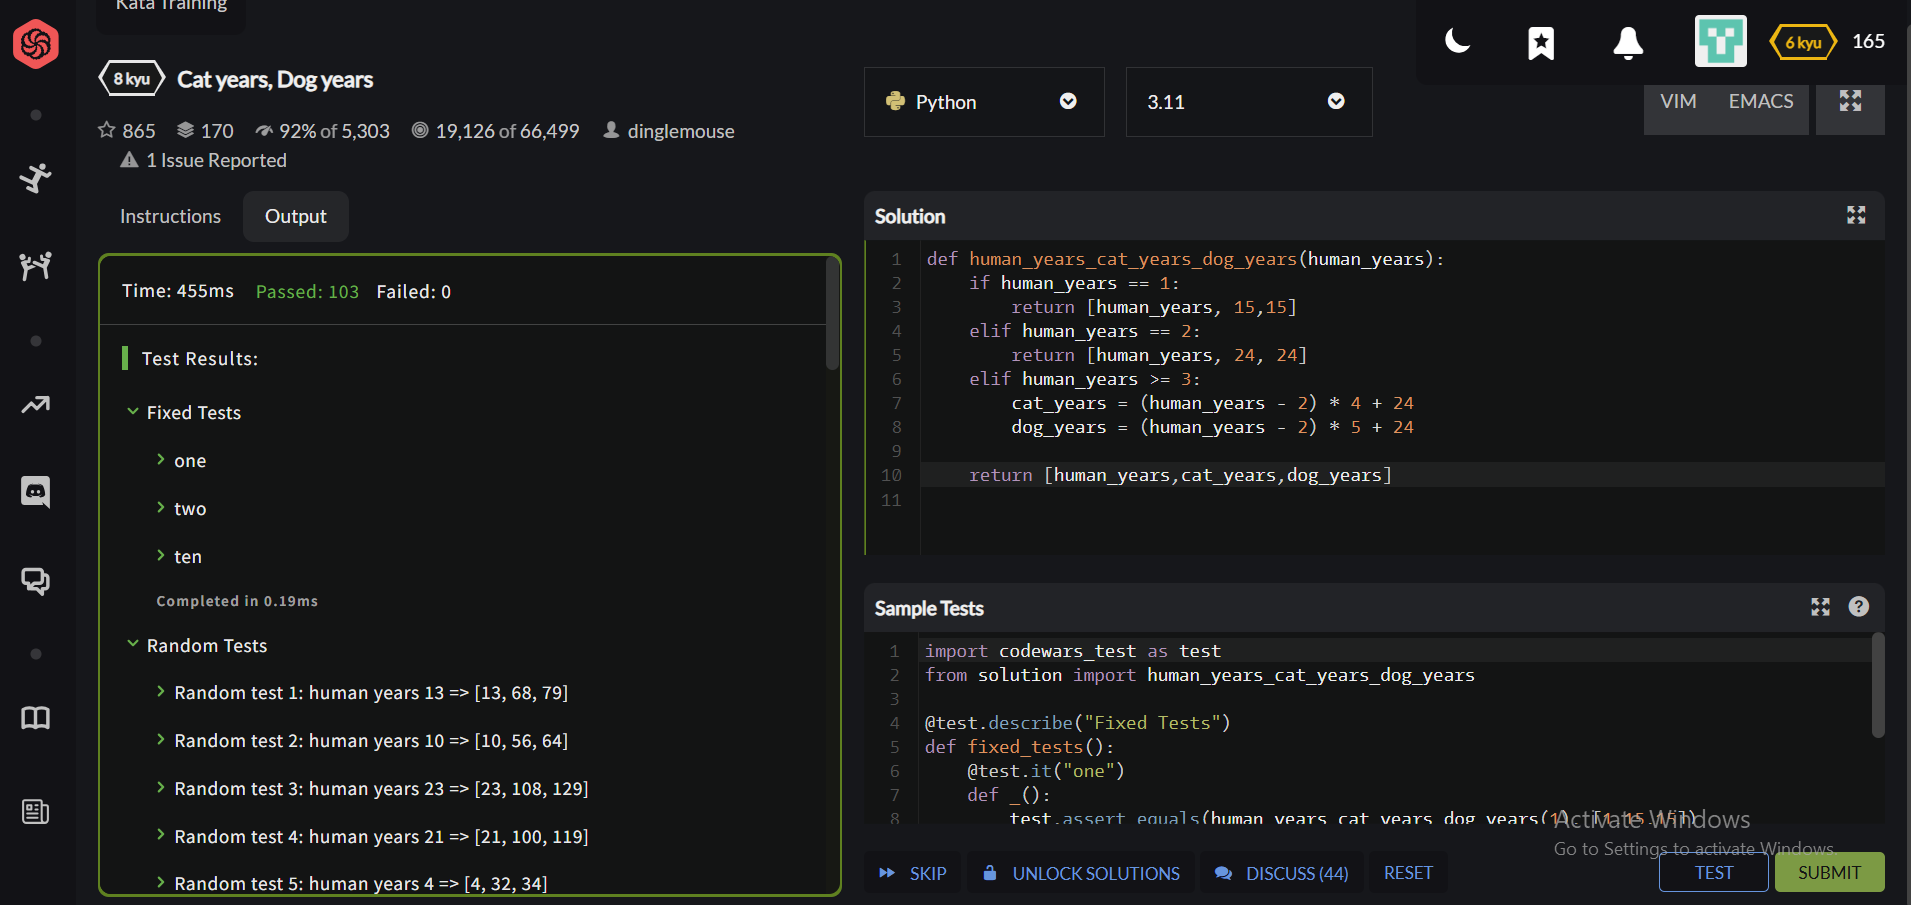 Kata Training
6 kyu 165
8 kyu Cat years, Dog years
865 170 92% of 5,303 19,126 of 66,499 dinglemouse
1 Issue Reported
Python 3.11 VIM EMACS
Instructions Output
Time: 455ms Passed: 103 Failed: 0
Test Results:
Fixed Tests
one
two
ten
Completed in 0.19ms
Random Tests
Random test 1: human years 13 => [13, 68, 79]
Random test 2: human years 10 => [10, 56, 64]
Random test 3: human years 23 => [23, 108, 129]
Random test 4: human years 21 => [21, 100, 119]
Random test 5: human years 4 => [4, 32, 34]
Solution
1 def human_years_cat_years_dog_years(human_years):
2     if human_years == 1:
3         return [human_years, 15,15]
4     elif human_years == 2:
5         return [human_years, 24, 24]
6     elif human_years >= 3:
7         cat_years = (human_years - 2) * 4 + 24
8         dog_years = (human_years - 2) * 5 + 24
9
10     return [human_years,cat_years,dog_years]
11
Sample Tests
?
1 import codewars_test as test
2 from solution import human_years_cat_years_dog_years
3
4 @test.describe("Fixed Tests")
5 def fixed_tests():
6     @test.it("one")
7     def _():
8         test.assert_equals(human_years_cat_years_dog_years(1), [1,15,15])
Activate Windows
Go to Settings to activate Windows.
SKIP UNLOCK SOLUTIONS DISCUSS (44) RESET TEST SUBMIT